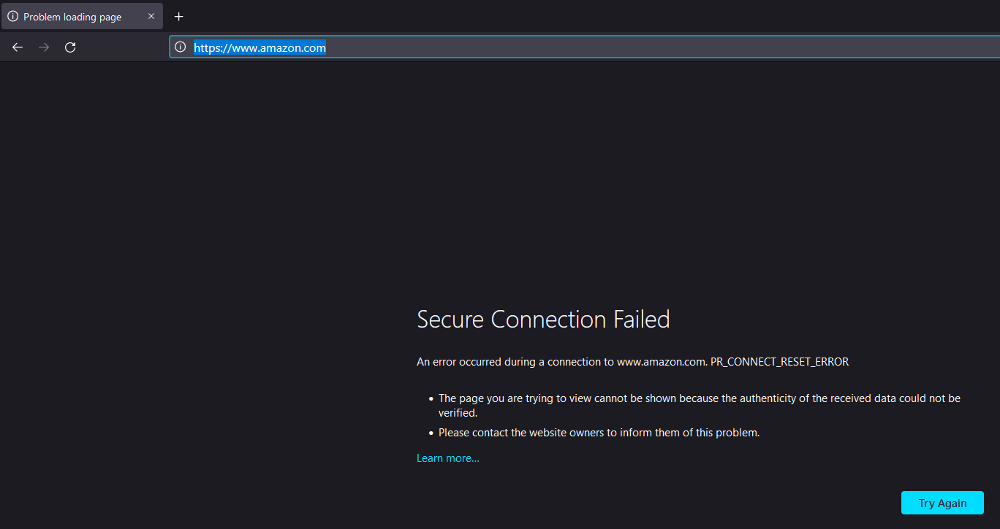 Problem loading page
https://www.amazon.com
Secure Connection Failed
An error occurred during a connection to www.amazon.com. PR_CONNECT_RESET_ERROR
• The page you are trying to view cannot be shown because the authenticity of the received data could not be
verified.
• Please contact the website owners to inform them of this problem.
Learn more...
Try Again